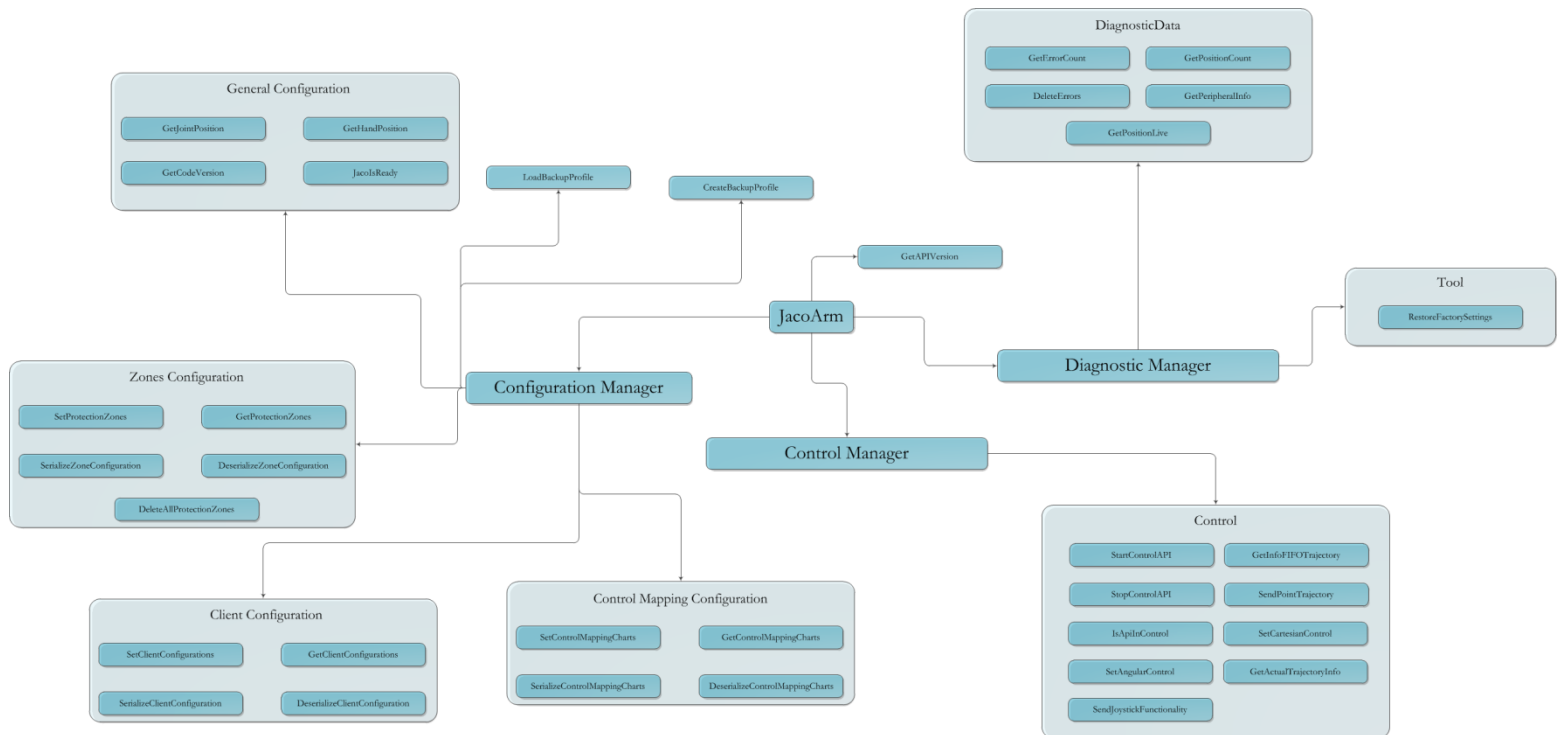 DiagnosticData
GetErrorCount
GetPositionCount
DeleteErrors
GetPeripheralInfo
GetPositionLive
General Configuration
GetJointPosition
GetHandPosition
GetCodeVersion
JacoIsReady
LoadBackupProfile
CreateBackupProfile
GetAPIVersion
Tool
RestoreFactorySettings
JacoArm
Diagnostic Manager
Configuration Manager
Control Manager
Zones Configuration
SetProtectionZones
GetProtectionZones
SerializeZoneConfiguration
DeserializeZoneConfiguration
DeleteAllProtectionZones
Control
StartControlAPI
GetInfoFIFOTrajectory
StopControlAPI
SendPointTrajectory
IsApiInControl
SetCartesianControl
SetAngularControl
GetActualTrajectoryInfo
SendJoystickFunctionality
Client Configuration
SetClientConfigurations
GetClientConfigurations
SerializeClientConfiguration
DeserializeClientConfiguration
Control Mapping Configuration
SetControlMappingCharts
GetControlMappingCharts
SerializeControlMappingCharts
DeserializeControlMappingCharts